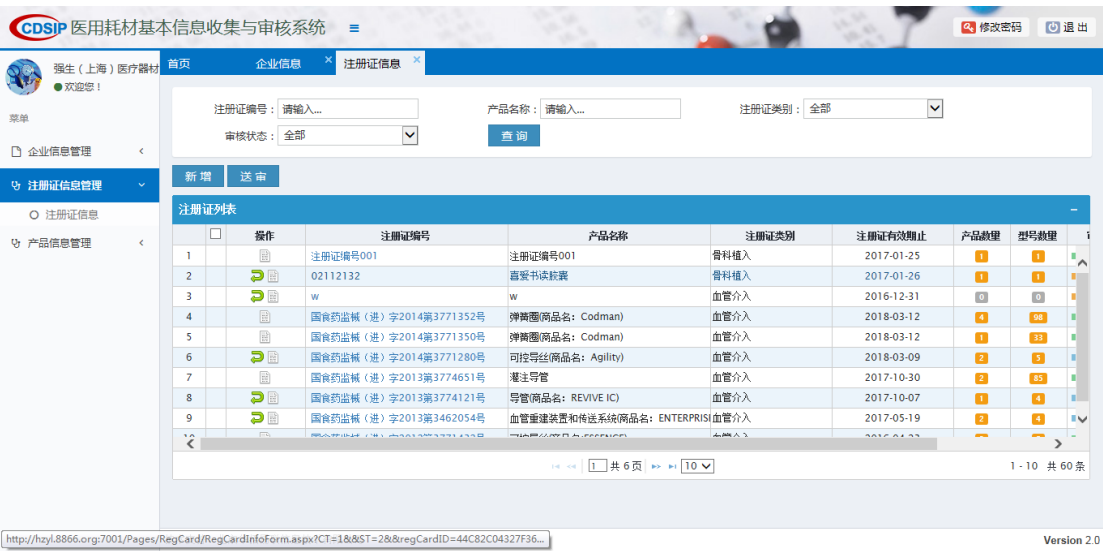 CDSIP 医用耗材基本信息收集与审核系统 修改密码 退 出
强生（上海）医疗器材 首页 企业信息 × 注册证信息 ×
欢迎您！
菜单
注册证编号： 请输入... 产品名称： 请输入... 注册证类别： 全部
审核状态： 全部 查 询
企业信息管理
新 增 送 审
注册证信息管理
注册证列表
注册证信息
产品信息管理
操作 注册证编号 产品名称 注册证类别 注册证有效期止 产品数量 型号数量
1 注册证编号001 注册证编号001 骨科植入 2017-01-25 1 1
2 02112132 喜爱书读胶囊 骨科植入 2017-01-26 1 1
3 w w 血管介入 2016-12-31 0 0
4 国食药监械（进）字2014第3771352号 弹簧圈(商品名：Codman) 血管介入 2018-03-12 4 98
5 国食药监械（进）字2014第3771350号 弹簧圈(商品名：Codman) 血管介入 2018-03-12 1 33
6 国食药监械（进）字2014第3771280号 可控导丝(商品名：Agility) 血管介入 2018-03-09 2 5
7 国食药监械（进）字2013第3774651号 灌注导管 血管介入 2017-10-30 2 85
8 国食药监械（进）字2013第3774121号 导管(商品名：REVIVE IC) 血管介入 2017-10-07 1 4
9 国食药监械（进）字2013第3462054号 血管重建装置和传送系统(商品名：ENTERPRISE 血管介入 2017-05-19 2 4
1 共 6 页 10 1 - 10 共 60 条
http://hzyl.8866.org:7001/Pages/RegCard/RegCardInfoForm.aspx?CT=1&&ST=2&&regCardID=44C82C04327F36...
Version 2.0